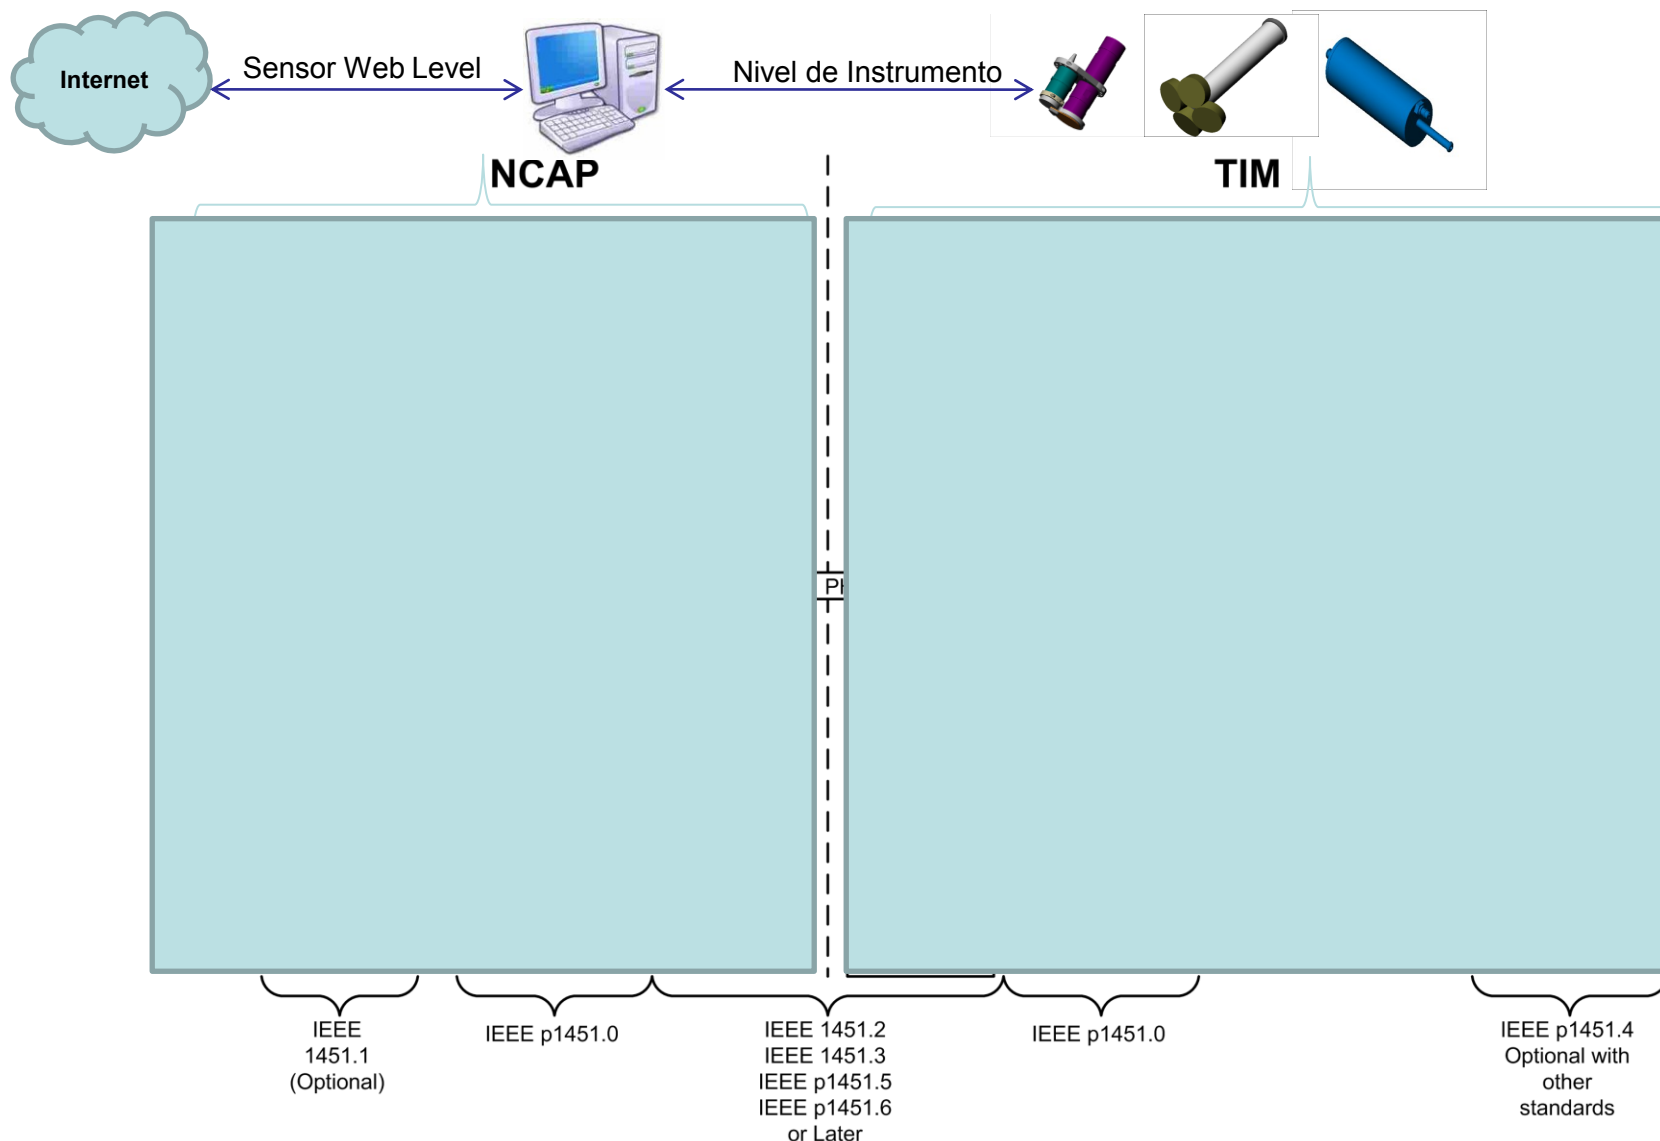 Internet
Sensor Web Level
Nivel de Instrumento
NCAP
TIM
IEEE
1451.1
(Optional)
IEEE p1451.0
IEEE 1451.2
IEEE 1451.3
IEEE p1451.5
IEEE p1451.6
or Later
IEEE p1451.0
IEEE p1451.4
Optional with
other
standards